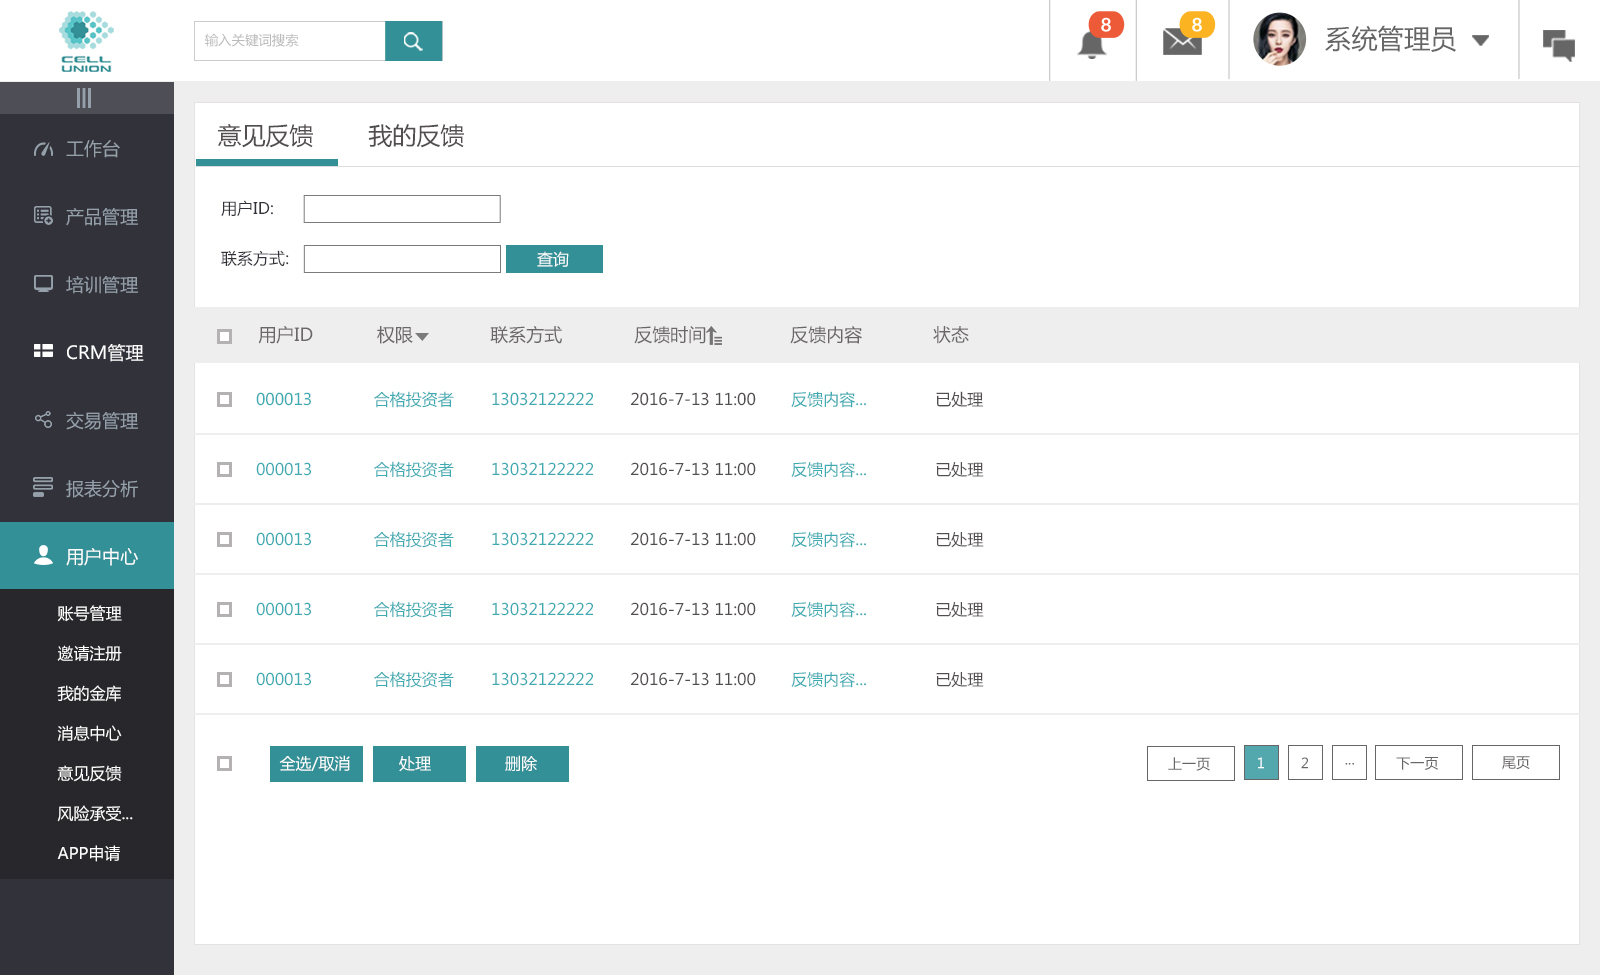 CELL
UNION
输入关键词搜索
8
8
系统管理员
工作台
产品管理
培训管理
CRM管理
交易管理
报表分析
用户中心
账号管理
邀请注册
我的金库
消息中心
意见反馈
风险承受...
APP申请
意见反馈 我的反馈
用户ID:
联系方式: 查询
用户ID 权限 联系方式 反馈时间 反馈内容 状态
000013 合格投资者 13032122222 2016-7-13 11:00 反馈内容... 已处理
000013 合格投资者 13032122222 2016-7-13 11:00 反馈内容... 已处理
000013 合格投资者 13032122222 2016-7-13 11:00 反馈内容... 已处理
000013 合格投资者 13032122222 2016-7-13 11:00 反馈内容... 已处理
000013 合格投资者 13032122222 2016-7-13 11:00 反馈内容... 已处理
全选/取消 处理 删除 上一页 1 2 ... 下一页 尾页